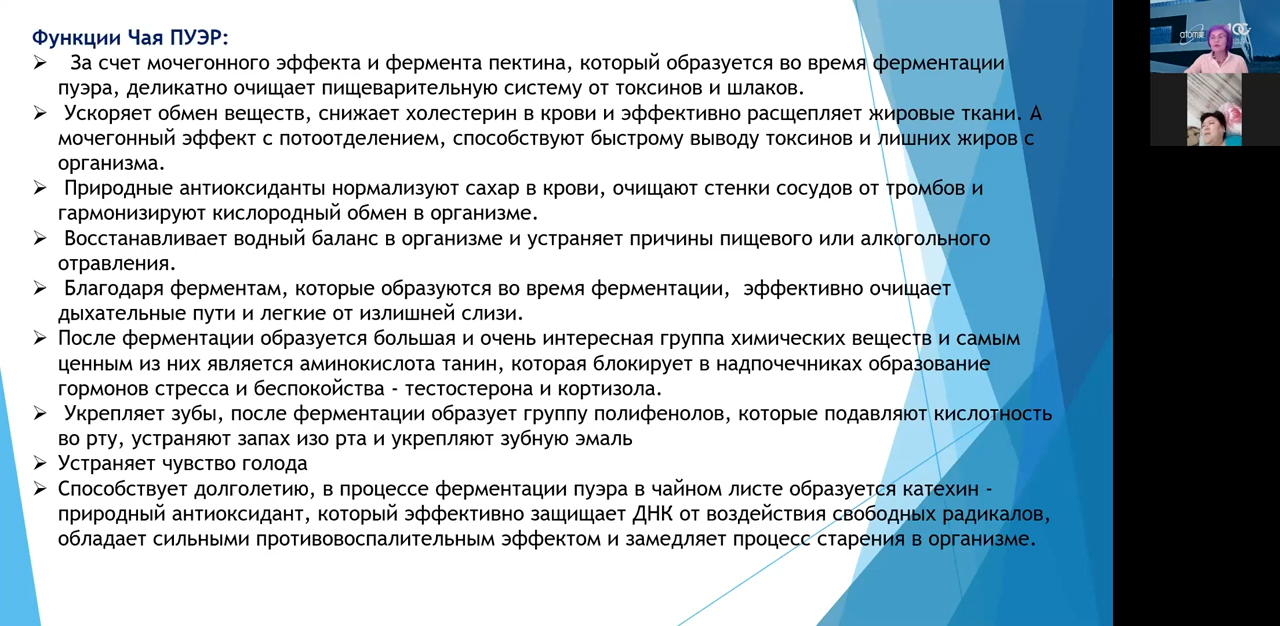 Функции Чая ПУЭР:
➢ За счет мочегонного эффекта и фермента пектина, который образуется во время ферментации
пуэра, деликатно очищает пищеварительную систему от токсинов и шлаков.
➢ Ускоряет обмен веществ, снижает холестерин в крови и эффективно расщепляет жировые ткани. А
мочегонный эффект с потоотделением, способствуют быстрому выводу токсинов и лишних жиров с
организма.
➢ Природные антиоксиданты нормализуют сахар в крови, очищают стенки сосудов от тромбов и
гармонизируют кислородный обмен в организме.
➢ Восстанавливает водный баланс в организме и устраняет причины пищевого или алкогольного
отравления.
➢ Благодаря ферментам, которые образуются во время ферментации, эффективно очищает
дыхательные пути и легкие от излишней слизи.
➢ После ферментации образуется большая и очень интересная группа химических веществ и самым
ценным из них является аминокислота танин, которая блокирует в надпочечниках образование
гормонов стресса и беспокойства - тестостерона и кортизола.
➢ Укрепляет зубы, после ферментации образует группу полифенолов, которые подавляют кислотность
во рту, устраняют запах изо рта и укрепляют зубную эмаль
➢ Устраняет чувство голода
➢ Способствует долголетию, в процессе ферментации пуэра в чайном листе образуется катехин -
природный антиоксидант, который эффективно защищает ДНК от воздействия свободных радикалов,
обладает сильными противовоспалительным эффектом и замедляет процесс старения в организме.